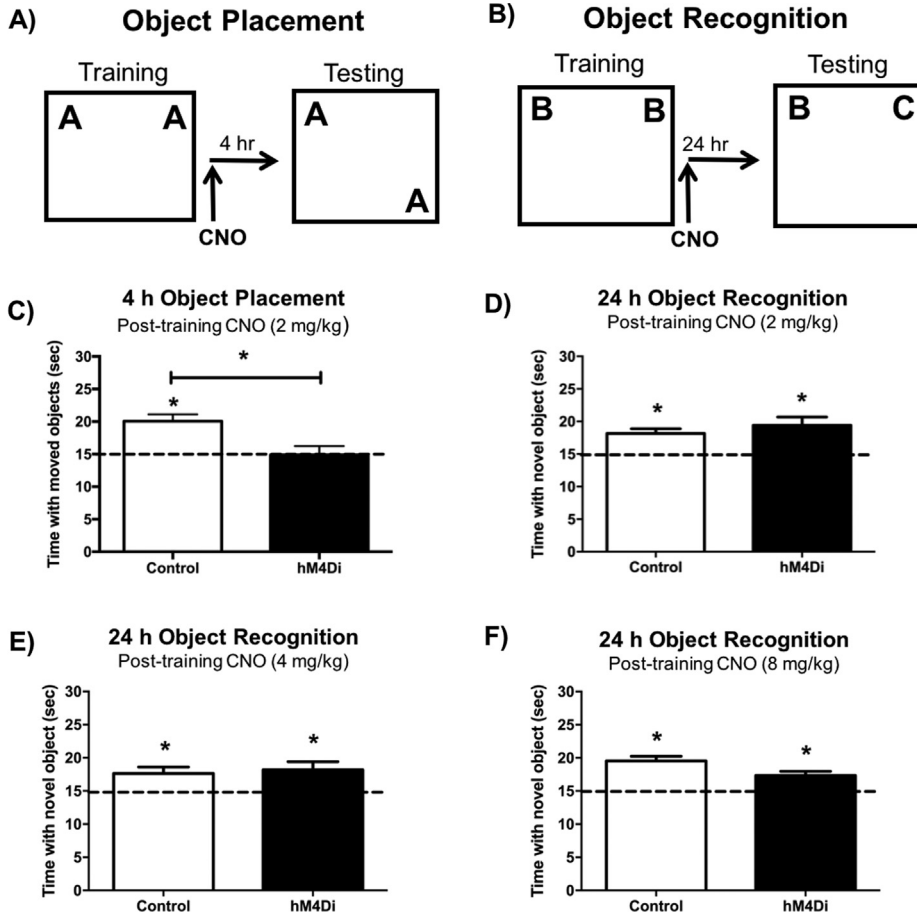 A) Object Placement
Training
Testing
A A
4 hr
A
A
CNO
B) Object Recognition
Training
Testing
B B
24 hr
B C
CNO
C) 4 h Object Placement
Post-training CNO (2 mg/kg)
Time with moved objects (sec)
30
25
20
15
10
5
0
*
*
Control hM4Di
D) 24 h Object Recognition
Post-training CNO (2 mg/kg)
Time with novel object (sec)
30
25
20
15
10
5
0
* *
Control hM4Di
E) 24 h Object Recognition
Post-training CNO (4 mg/kg)
Time with novel object (sec)
30
25
20
15
10
5
0
* *
Control hM4Di
F) 24 h Object Recognition
Post-training CNO (8 mg/kg)
Time with novel object (sec)
30
25
20
15
10
5
0
* *
Control hM4Di